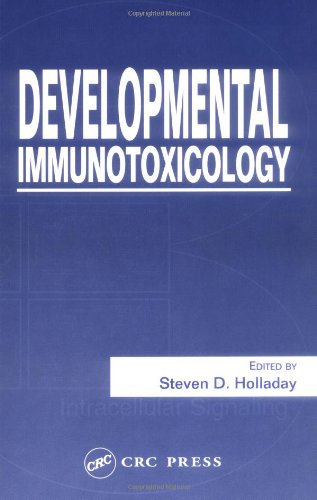 DEVELOPMENTAL
IMMUNOTOXICOLOGY
EDITED BY
Steven D. Holladay
Intracellular Signaling
CRC CRC PRESS